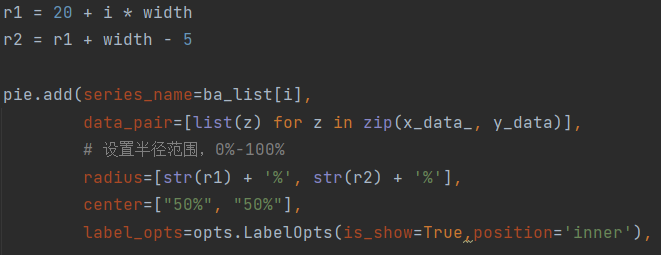 r1 = 20 + i * width
r2 = r1 + width - 5
pie.add(series_name=ba_list[i],
data_pair=[list(z) for z in zip(x_data_, y_data)],
# 设置半径范围，0%-100%
radius=[str(r1) + '%', str(r2) + '%'],
center=["50%", "50%"],
label_opts=opts.LabelOpts(is_show=True,position='inner'),